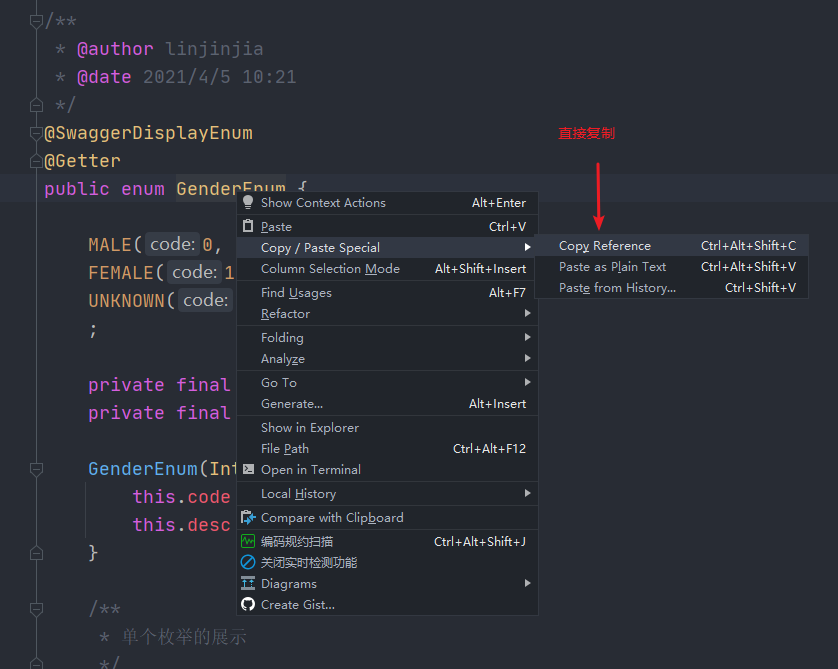 /**
* @author linjinjia
* @date 2021/4/5 10:21
*/
@SwaggerDisplayEnum
@Getter
public enum GenderEnum {
MALE( code: 0,
FEMALE( code: 1
UNKNOWN( code:
;
private final
private final
GenderEnum(Int
this.code
this.desc
}
/**
* 单个枚举的展示
*/
Show Context Actions Alt+Enter
Paste Ctrl+V
Copy / Paste Special
Column Selection Mode Alt+Shift+Insert
Find Usages Alt+F7
Refactor
Folding
Analyze
Go To
Generate... Alt+Insert
Show in Explorer
File Path Ctrl+Alt+F12
Open in Terminal
Local History
Compare with Clipboard
编码规约扫描 Ctrl+Alt+Shift+J
关闭实时检测功能
Diagrams
Create Gist...
直接复制
Copy Reference Ctrl+Alt+Shift+C
Paste as Plain Text Ctrl+Alt+Shift+V
Paste from History... Ctrl+Shift+V